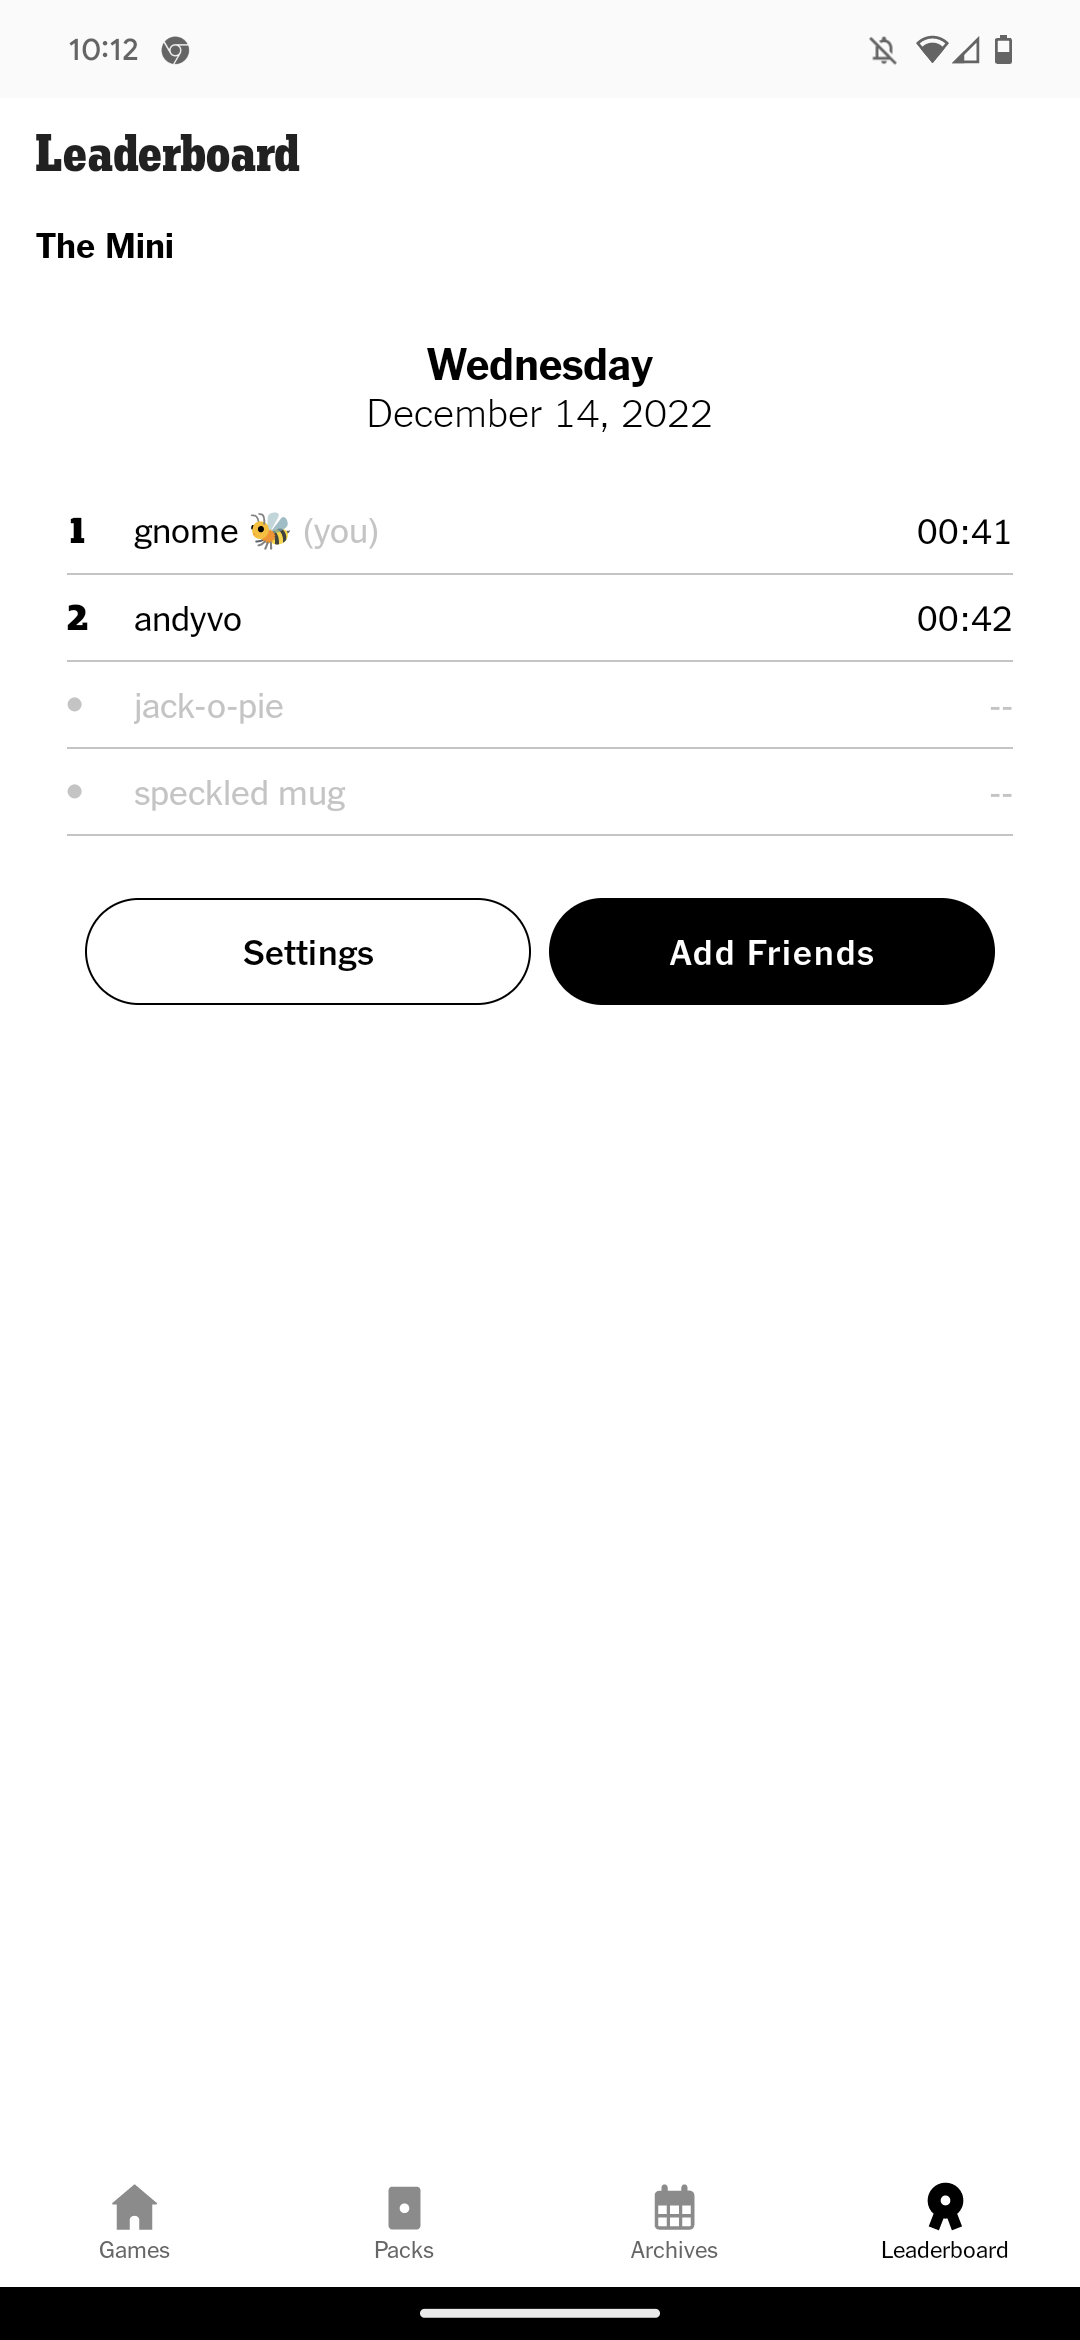 10:12
Leaderboard
The Mini
Wednesday
December 14, 2022
1 gnome 🐝 (you) 00:41
2 andyvo 00:42
• jack-o-pie --
• speckled mug --
Settings Add Friends
Games Packs Archives Leaderboard